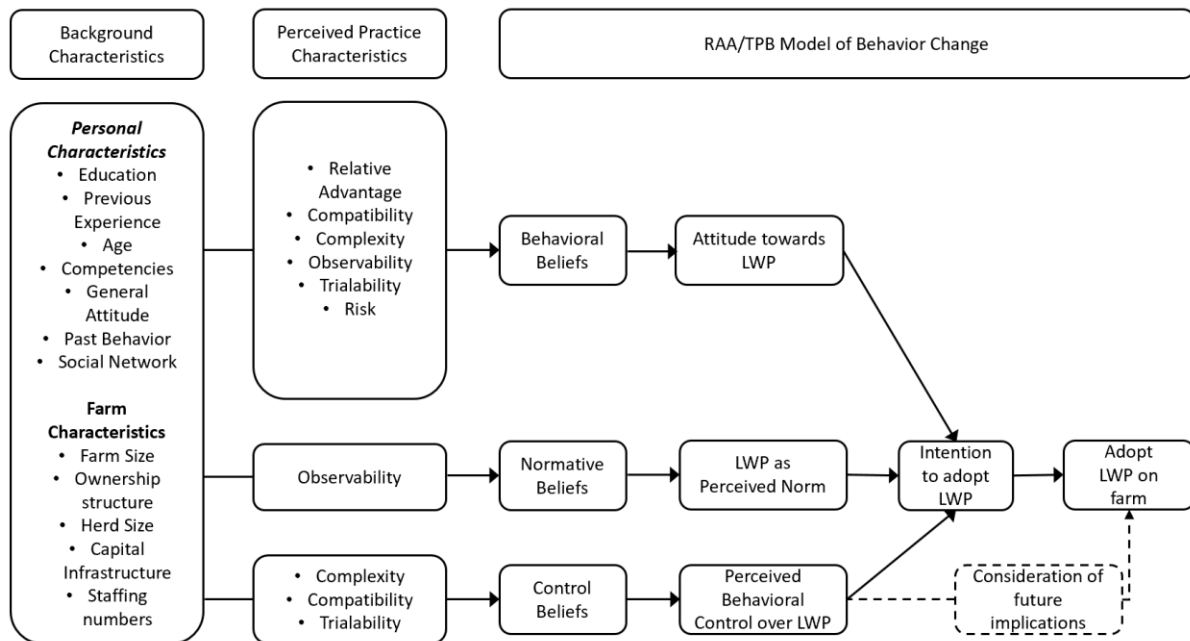 Background
Characteristics
Perceived Practice
Characteristics
RAA/TPB Model of Behavior Change
Personal
Characteristics
• Education
• Previous
Experience
• Age
• Competencies
• General
Attitude
• Past Behavior
• Social Network
Farm
Characteristics
• Farm Size
• Ownership
structure
• Herd Size
• Capital
Infrastructure
• Staffing
numbers
• Relative
Advantage
• Compatibility
• Complexity
• Observability
• Trialability
• Risk
Behavioral
Beliefs
Attitude towards
LWP
Observability
Normative
Beliefs
LWP as
Perceived Norm
Intention
to adopt
LWP
Adopt
LWP on
farm
• Complexity
• Compatibility
• Trialability
Control
Beliefs
Perceived
Behavioral
Control over LWP
Consideration of
future
implications